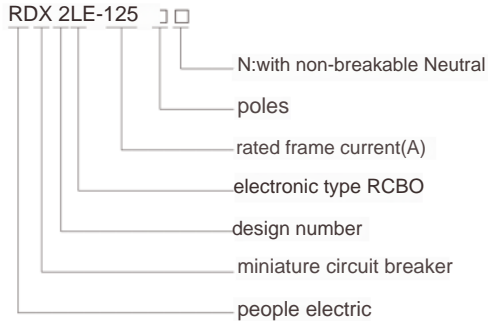 RDX 2LE-125 □ □
N:with non-breakable Neutral
poles
rated frame current(A)
electronic type RCBO
design number
miniature circuit breaker
people electric